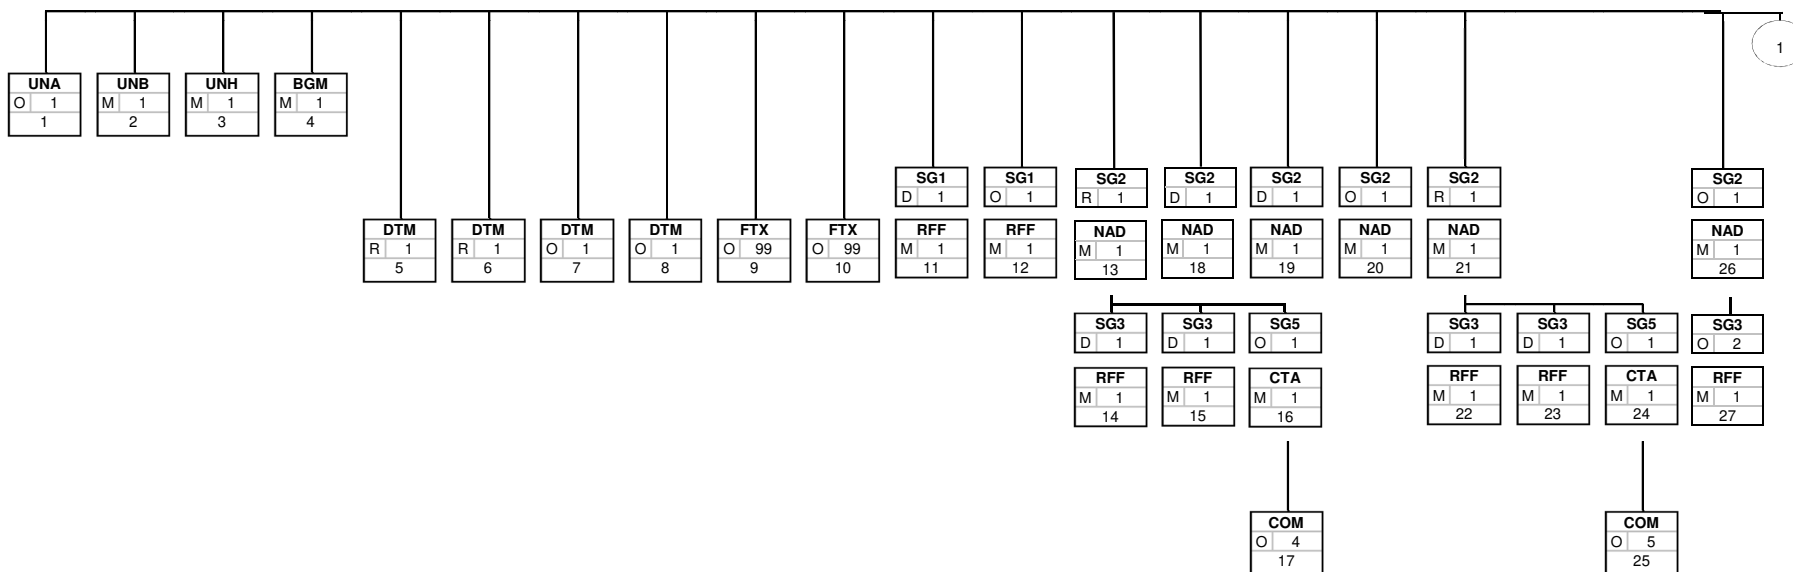 1
UNA
O 1
1
UNB
M 1
2
UNH
M 1
3
BGM
M 1
4
DTM
R 1
5
DTM
R 1
6
DTM
O 1
7
DTM
O 1
8
FTX
O 99
9
FTX
O 99
10
SG1
D 1
RFF
M 1
11
SG1
O 1
RFF
M 1
12
SG2
R 1
NAD
M 1
13
SG3
D 1
RFF
M 1
14
SG3
D 1
RFF
M 1
15
SG5
O 1
CTA
M 1
16
COM
O 4
17
SG2
D 1
NAD
M 1
18
SG2
D 1
NAD
M 1
19
SG2
O 1
NAD
M 1
20
SG2
R 1
NAD
M 1
21
SG3
D 1
RFF
M 1
22
SG3
D 1
RFF
M 1
23
SG5
O 1
CTA
M 1
24
COM
O 5
25
SG2
O 1
NAD
M 1
26
SG3
O 2
RFF
M 1
27